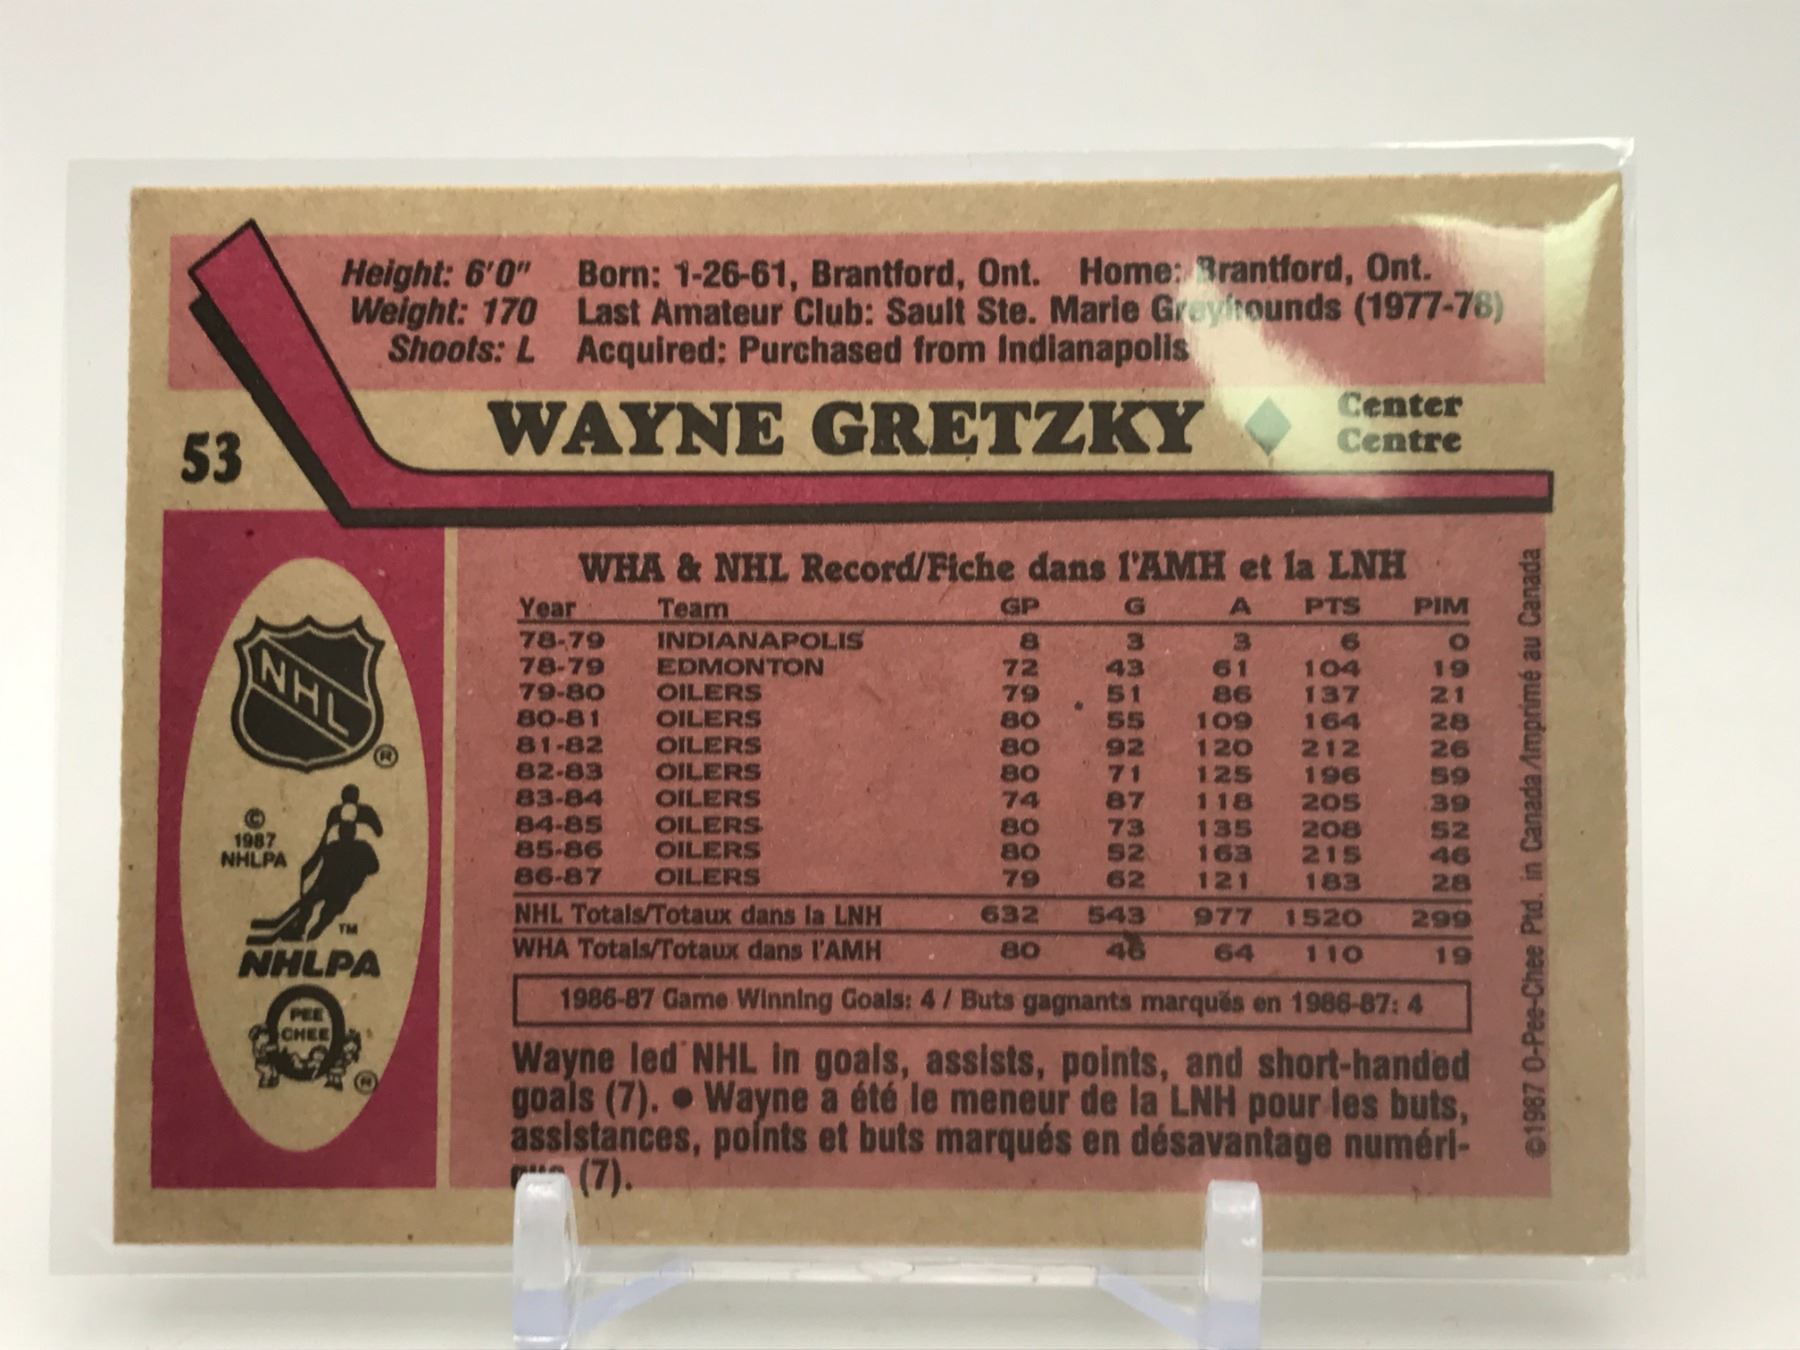 Height: 6'0" Born: 1-26-61, Brantford, Ont. Home: Brantford, Ont.
Weight: 170 Last Amateur Club: Sault Ste. Marie Greyhounds (1977-78)
Shoots: L Acquired: Purchased from Indianapolis
53 WAYNE GRETZKY Center
Centre
WHA & NHL Record/Fiche dans l'AMH et la LNH
Year Team GP G A PTS PIM
78-79 INDIANAPOLIS 8 3 3 6 0
78-79 EDMONTON 72 43 61 104 19
79-80 OILERS 79 51 86 137 21
80-81 OILERS 80 55 109 164 28
81-82 OILERS 80 92 120 212 26
82-83 OILERS 80 71 125 196 59
83-84 OILERS 74 87 118 205 39
84-85 OILERS 80 73 135 208 52
85-86 OILERS 80 52 163 215 46
86-87 OILERS 79 62 121 183 28
NHL Totals/Totaux dans la LNH 632 543 977 1520 299
WHA Totals/Totaux dans l'AMH 80 46 64 110 19
1986-87 Game Winning Goals: 4 / Buts gagnants marqués en 1986-87: 4
Wayne led NHL in goals, assists, points, and short-handed
goals (7). • Wayne a été le meneur de la LNH pour les buts,
assistances, points et buts marqués en désavantage numéri-
(7).
NHL
®
©
1987
NHLPA
TM
NHLPA
O
PEE
CHEE
®
©1987 O-Pee-Chee Ptd. in Canada/Imprimé au Canada